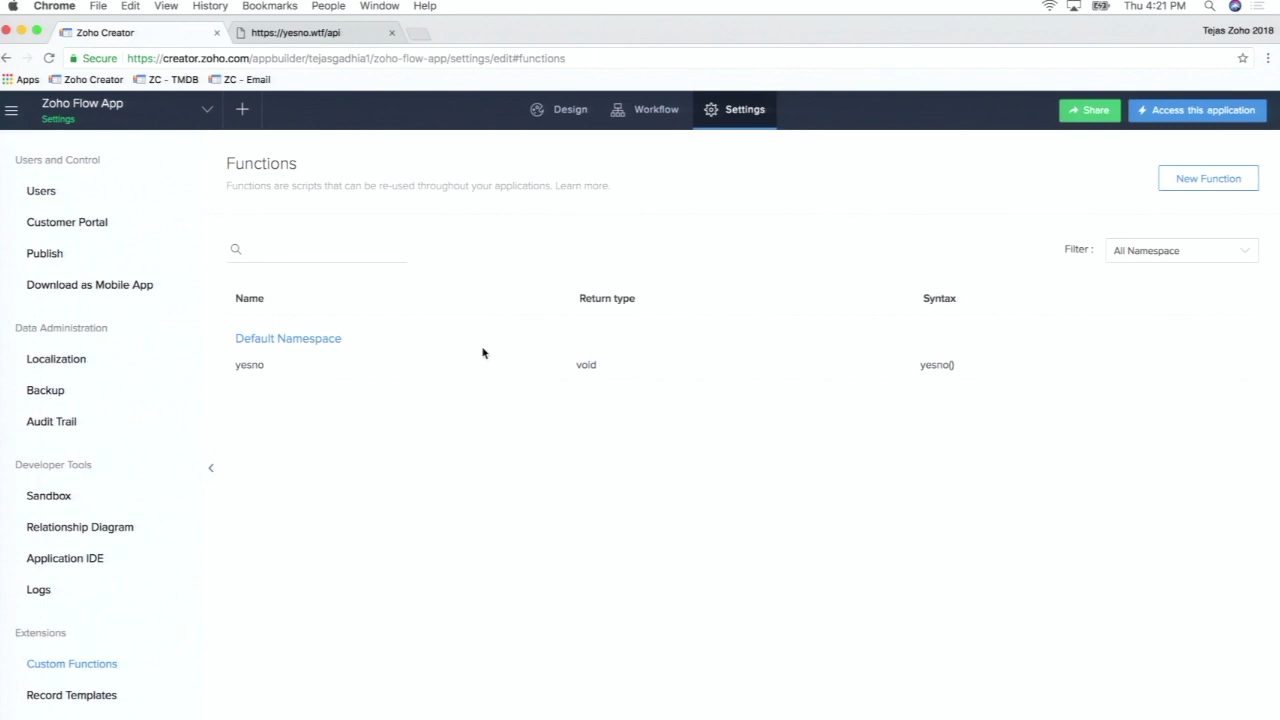 Chrome File Edit View History Bookmarks People Window Help Thu 4:21 PM
Zoho Creator × https://yesno.wtf/api × Tejas Zoho 2018
Secure https://creator.zoho.com/appbuilder/tejasgadhia1/zoho-flow-app/settings/edit#functions
Apps Zoho Creator ZC - TMDB ZC - Email
Zoho Flow App
Settings
Design Workflow Settings Share Access this application
Users and Control
Users
Customer Portal
Publish
Download as Mobile App
Data Administration
Localization
Backup
Audit Trail
Developer Tools
Sandbox
Relationship Diagram
Application IDE
Logs
Extensions
Custom Functions
Record Templates
Functions
Functions are scripts that can be re-used throughout your applications. Learn more.
New Function
Filter : All Namespace
Name Return type Syntax
Default Namespace
yesno void yesno()